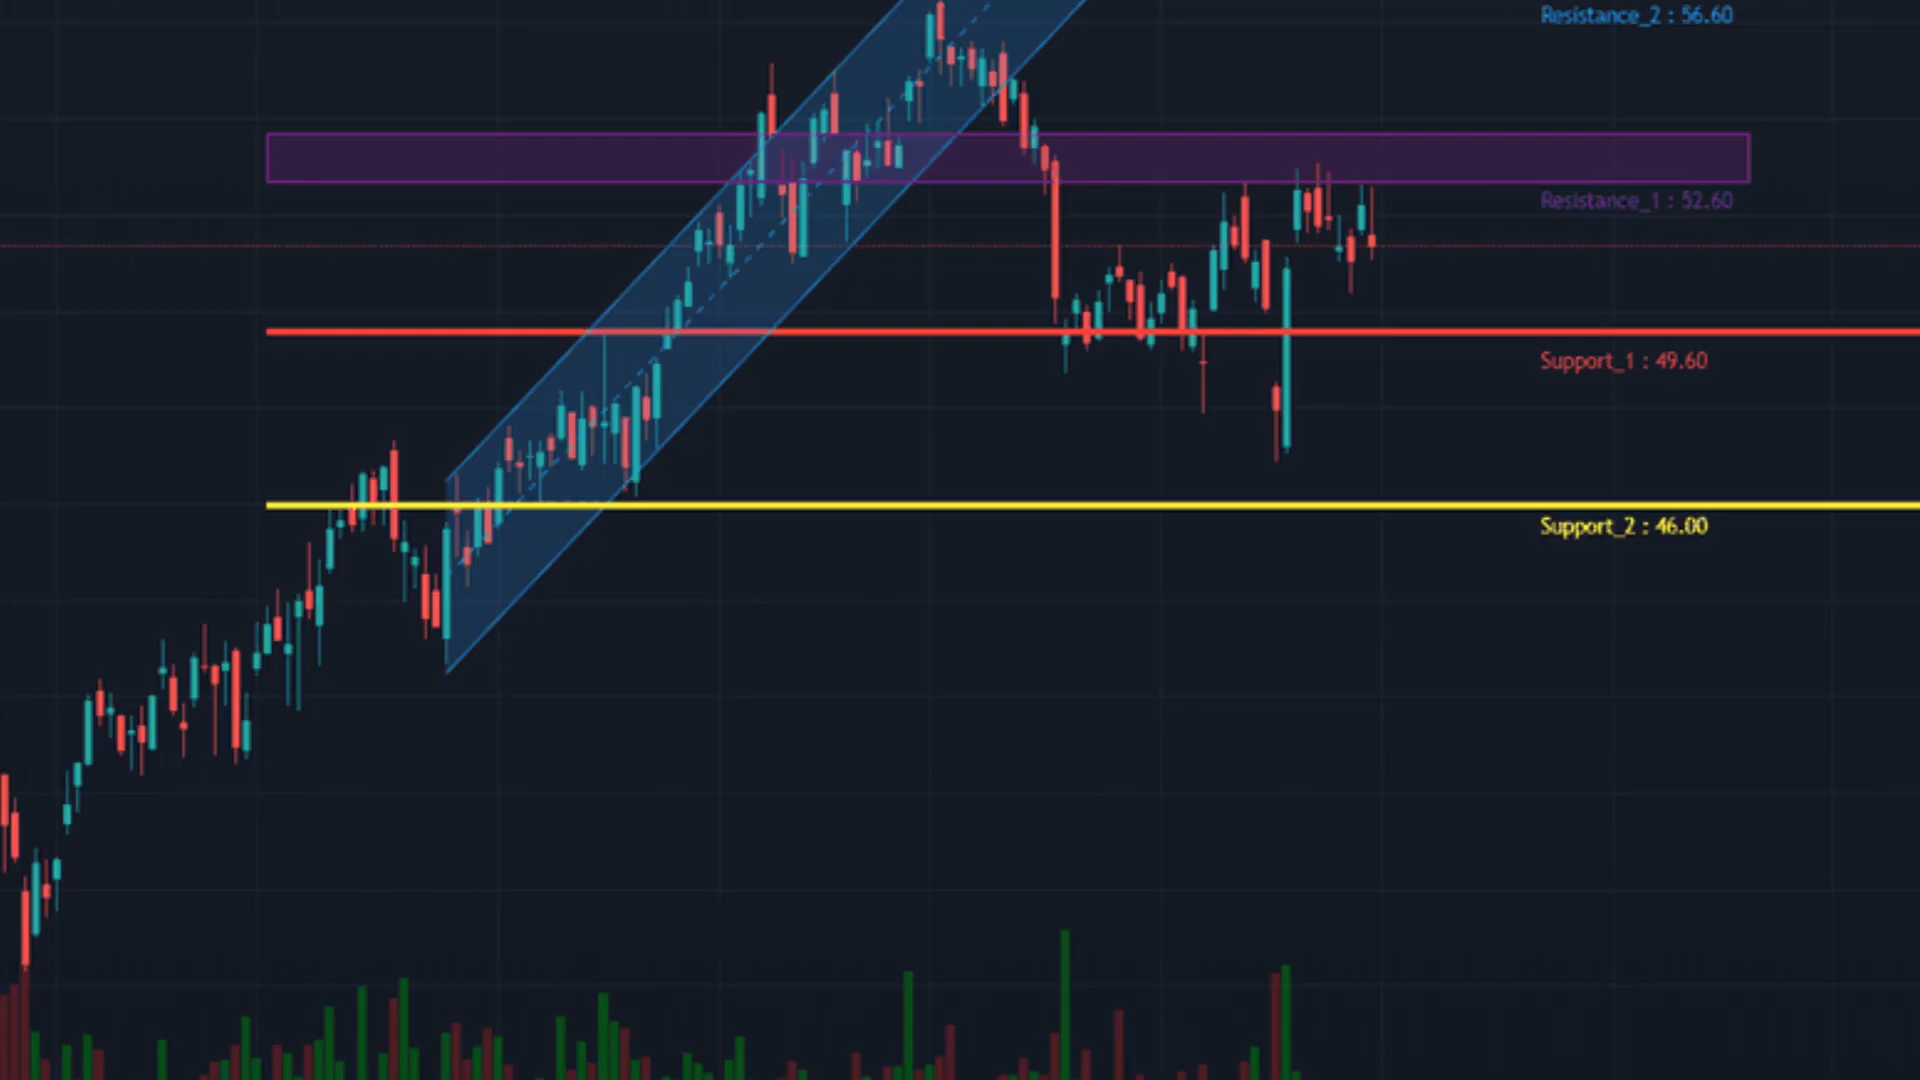 Resistance_2 : 56.60
Resistance_1 : 52.60
Support_1 : 49.60
Support_2 : 46.00